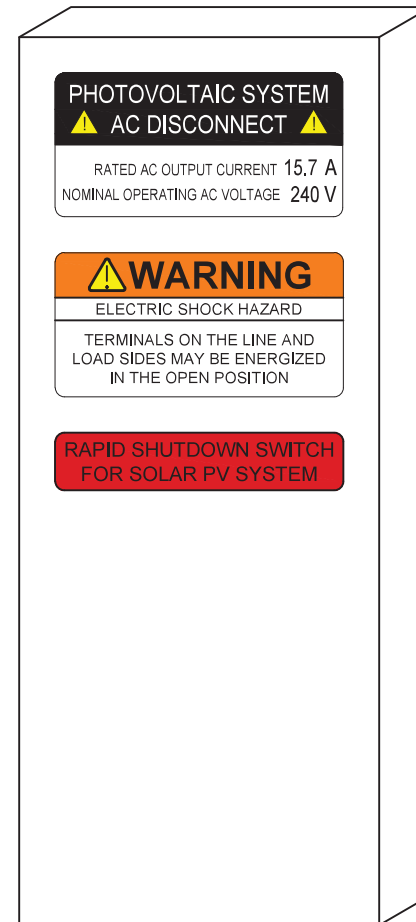 PHOTOVOLTAIC SYSTEM
AC DISCONNECT
RATED AC OUTPUT CURRENT 15.7 A
NOMINAL OPERATING AC VOLTAGE 240 V
WARNING
ELECTRIC SHOCK HAZARD
TERMINALS ON THE LINE AND
LOAD SIDES MAY BE ENERGIZED
IN THE OPEN POSITION
RAPID SHUTDOWN SWITCH
FOR SOLAR PV SYSTEM